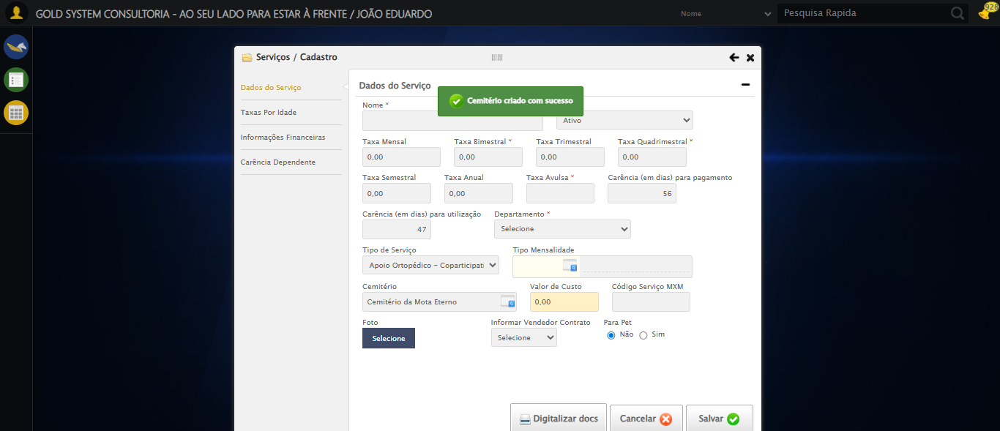 GOLD SYSTEM CONSULTORIA - AO SEU LADO PARA ESTAR À FRENTE / JOÃO EDUARDO
Nome
Pesquisa Rapida
928
Serviços / Cadastro
Dados do Serviço
Taxas Por Idade
Informações Financeiras
Carência Dependente
Dados do Serviço
Cemitério criado com sucesso
Nome *
Ativo
Taxa Mensal Taxa Bimestral * Taxa Trimestral Taxa Quadrimestral *
0,00 0,00 0,00 0,00
Taxa Semestral Taxa Anual Taxa Avulsa * Carência (em dias) para pagamento
0,00 0,00 56
Carência (em dias) para utilização Departamento *
47 Selecione
Tipo de Serviço Tipo Mensalidade
Apoio Ortopédico - Coparticipati
Cemitério Valor de Custo Código Serviço MXM
Cemitério da Mota Eterno 0,00
Foto Informar Vendedor Contrato Para Pet
Selecione Selecione Não Sim
Digitalizar docs Cancelar Salvar